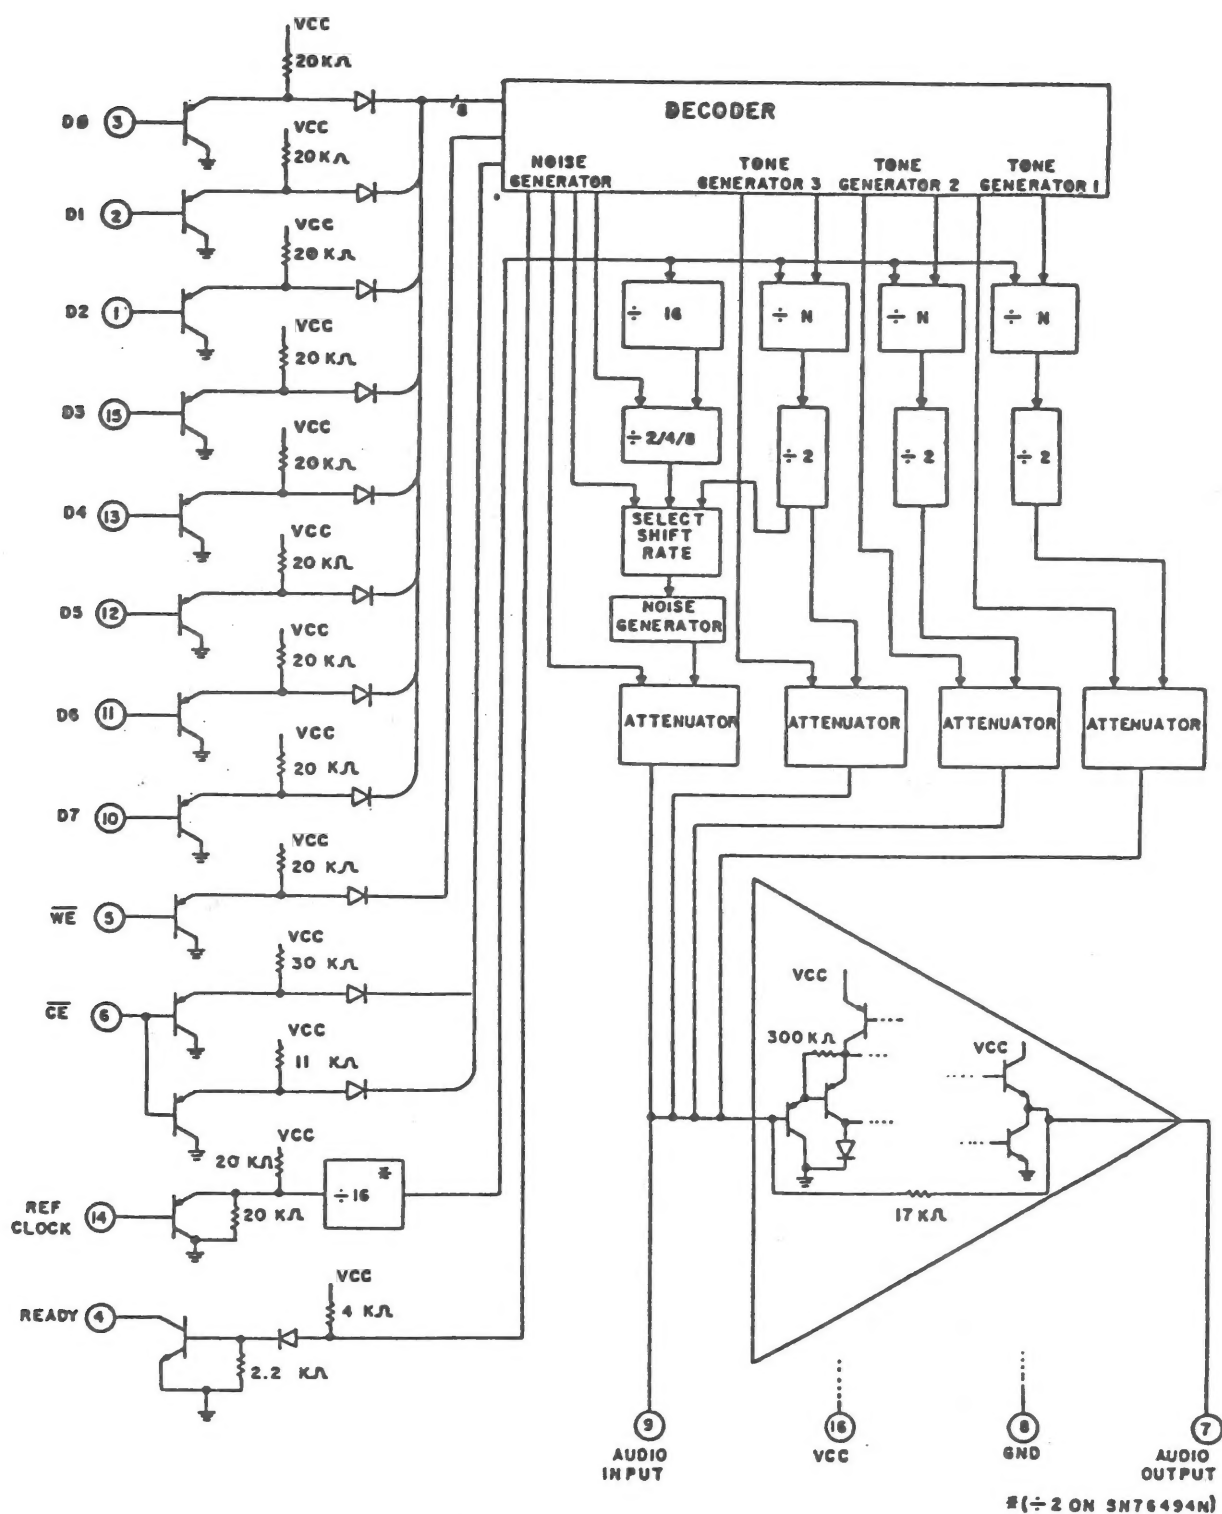 VCC
20 KΩ
D0 3
VCC
20 KΩ
D1 2
VCC
20 KΩ
D2 1
VCC
20 KΩ
D3 15
VCC
20 KΩ
D4 13
VCC
20 KΩ
D5 12
VCC
20 KΩ
D6 11
VCC
20 KΩ
D7 10
VCC
20 KΩ
WE 5
VCC
30 KΩ
CE 6
VCC
11 KΩ
VCC
20 KΩ
REF
CLOCK 14
20 KΩ
÷16
*
VCC
READY 4
4 KΩ
2.2 KΩ
8
DECODER
NOISE
GENERATOR
TONE
GENERATOR 3
TONE
GENERATOR 2
TONE
GENERATOR 1
÷ 16
÷ N
÷ N
÷ N
÷ 2/4/8
÷ 2
÷ 2
÷ 2
SELECT
SHIFT
RATE
NOISE
GENERATOR
ATTENUATOR
ATTENUATOR
ATTENUATOR
ATTENUATOR
VCC
300 KΩ
VCC
17 KΩ
9
AUDIO
INPUT
16
VCC
8
GND
7
AUDIO
OUTPUT
*(÷ 2 ON SN76494N)